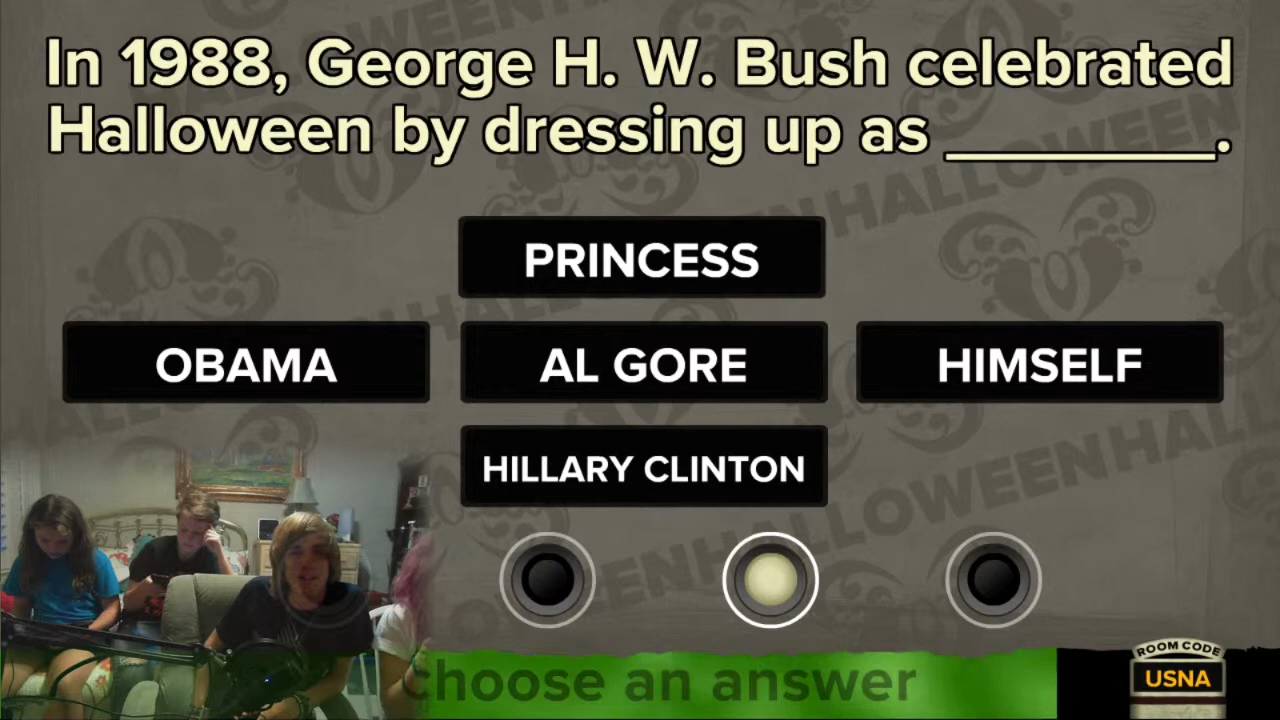 In 1988, George H. W. Bush celebrated
Halloween by dressing up as ________.
PRINCESS
OBAMA
AL GORE
HIMSELF
HILLARY CLINTON
choose an answer
ROOM CODE
USNA